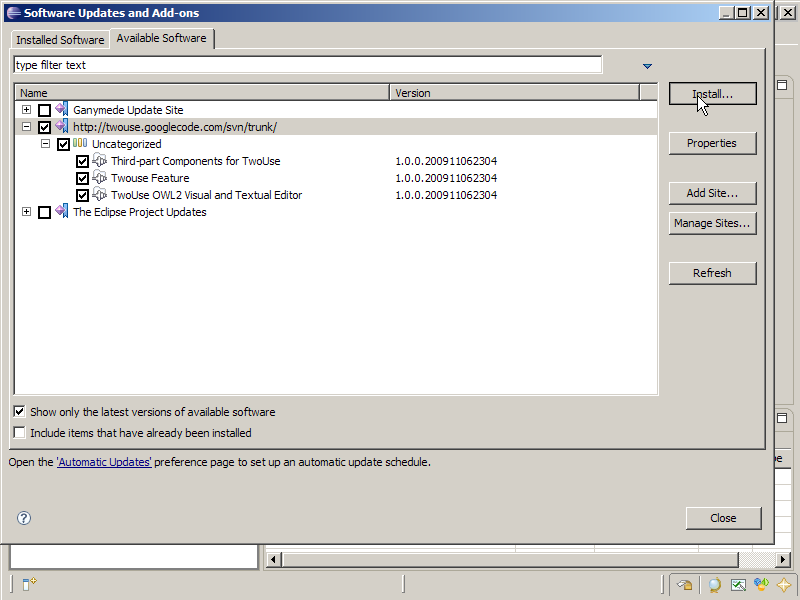 Software Updates and Add-ons
Installed Software
Available Software
type filter text
Name
Version
Install...
Ganymede Update Site
http://twouse.googlecode.com/svn/trunk/
Uncategorized
Properties
Third-part Components for TwoUse 1.0.0.200911062304
Twouse Feature 1.0.0.200911062304
TwoUse OWL2 Visual and Textual Editor 1.0.0.200911062304
Add Site...
The Eclipse Project Updates
Manage Sites...
Refresh
Show only the latest versions of available software
Include items that have already been installed
Open the 'Automatic Updates' preference page to set up an automatic update schedule.
Close